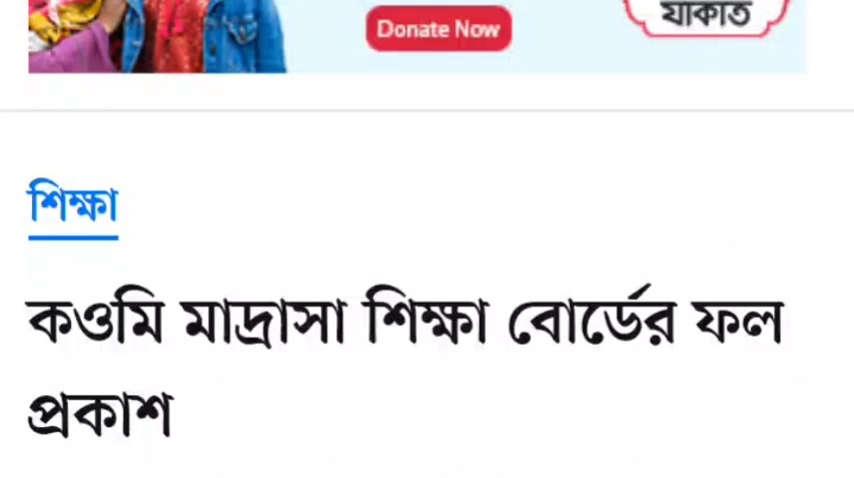 Donate Now
যাকাত
শিক্ষা
কওমি মাদ্রাসা শিক্ষা বোর্ডের ফল
প্রকাশ